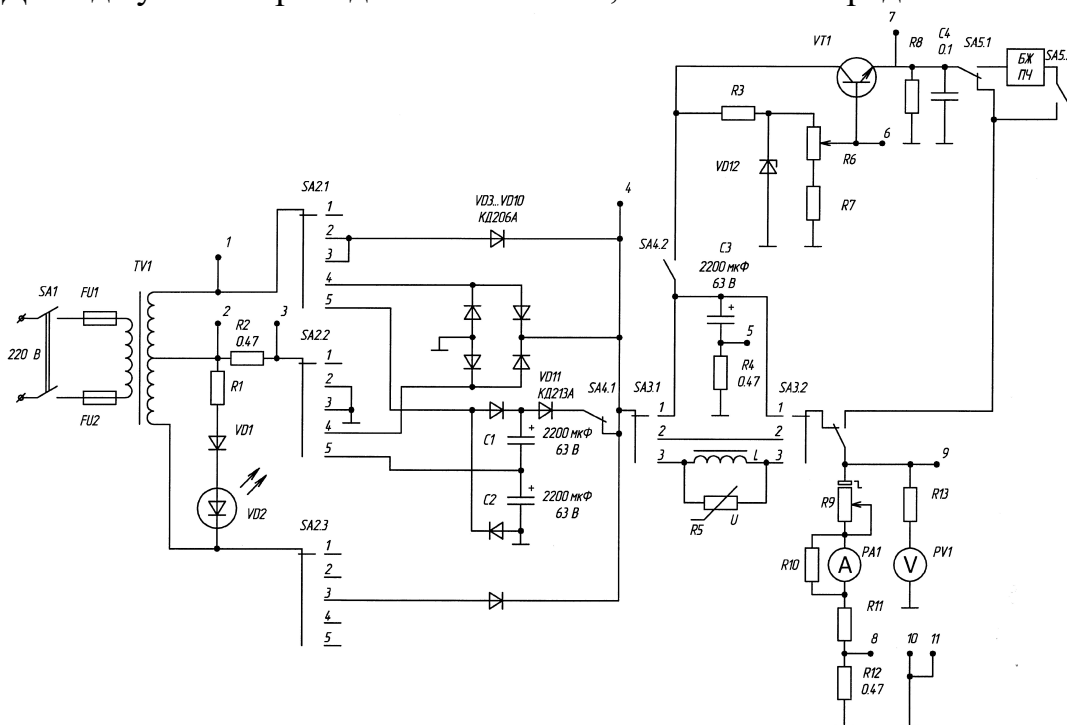 7
VT1
R8
C4
0.1
SA5.1
БЖ
ПЧ
SA5.
R3
6
R6
VD12
R7
SA2.1
1
2
3
4
5
VD3...VD10
КД206А
4
SA4.2
C3
2200 мкФ
63 В
+
5
R4
0.47
SA1
FU1
TV1
1
2
R2
0.47
3
220 В
FU2
R1
VD1
VD2
SA2.2
1
2
3
4
5
VD11
КД213А
SA4.1
SA3.1
1
2
3
SA3.2
1
2
3
L
R5
U
C1
+
2200 мкФ
63 В
C2
+
2200 мкФ
63 В
SA2.3
1
2
3
4
5
9
R9
R13
R10
A
PA1
V
PV1
R11
8
10
11
R12
0.47